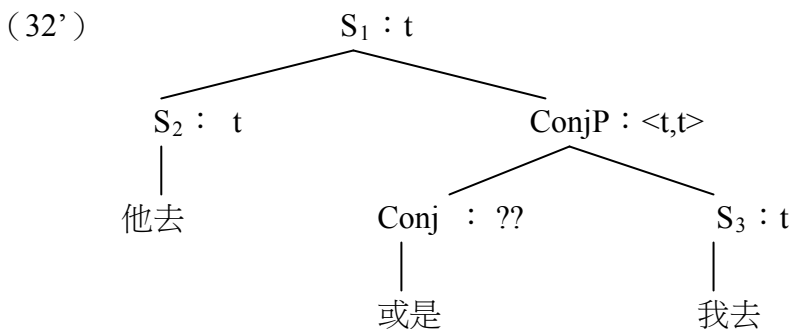 （32’） S₁：t
S₂： t ConjP：<t,t>
他去 Conj ：?? S₃：t
或是 我去